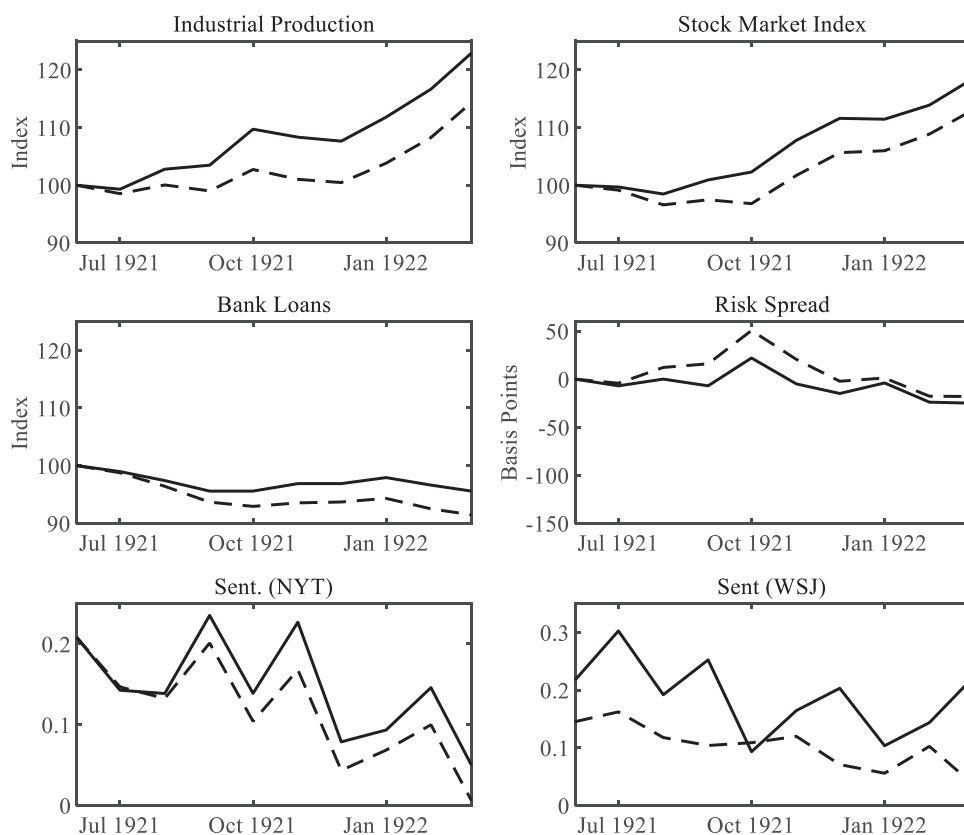 Industrial Production
120
110
100
90
Index
Jul 1921 Oct 1921 Jan 1922
Stock Market Index
120
110
100
90
Index
Jul 1921 Oct 1921 Jan 1922
Bank Loans
120
110
100
90
Index
Jul 1921 Oct 1921 Jan 1922
Risk Spread
50
0
-50
-100
-150
Basis Points
Jul 1921 Oct 1921 Jan 1922
Sent. (NYT)
0.2
0.1
0
Jul 1921 Oct 1921 Jan 1922
Sent (WSJ)
0.3
0.2
0.1
0
Jul 1921 Oct 1921 Jan 1922